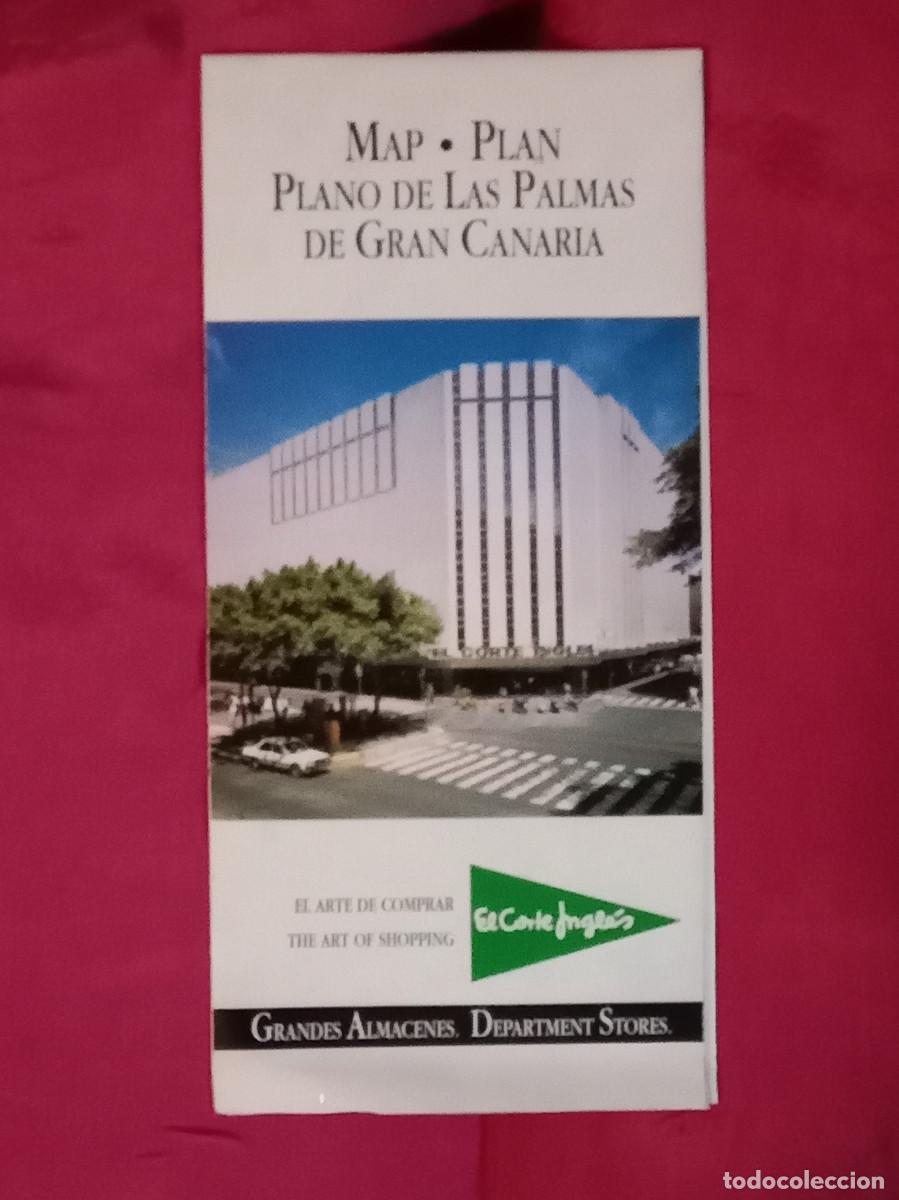 MAP • PLAN
PLANO DE LAS PALMAS
DE GRAN CANARIA
EL CORTE INGLES
EL ARTE DE COMPRAR
THE ART OF SHOPPING
El Corte Inglés
GRANDES ALMACENES. DEPARTMENT STORES.
todocoleccion